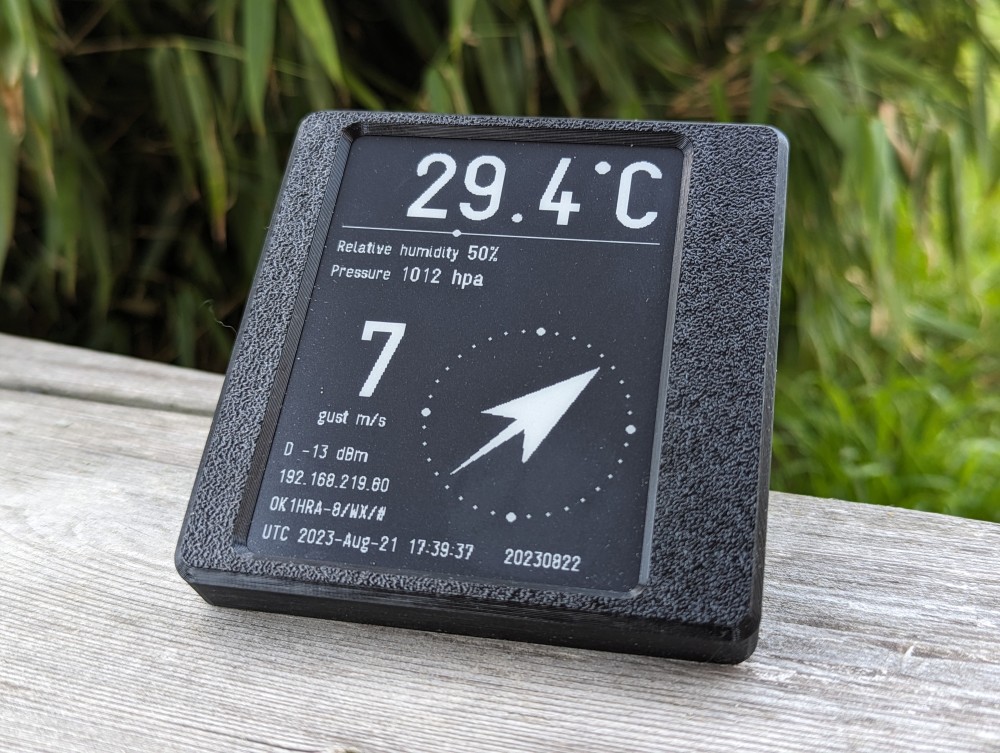 29.4°C
Relative humidity 50%
Pressure 1012 hpa
7
gust m/s
D -13 dBm
192.168.219.80
OK1HRA-8/WX/#
UTC 2023-Aug-21 17:39:37 20230822